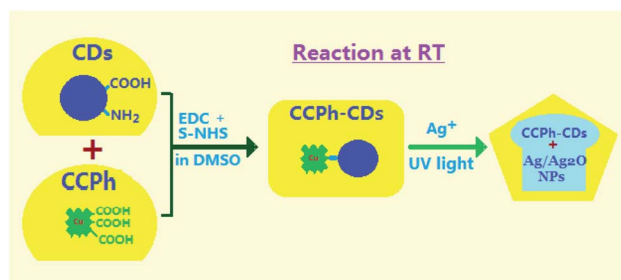 Reaction at RT
CDs
COOH
NH2
+
CCPh
Cu
COOH
COOH
COOH
EDC +
S-NHS
in DMSO
CCPh-CDs
Cu
Ag+
UV light
CCPh-CDs
+
Ag/Ag2O
NPs